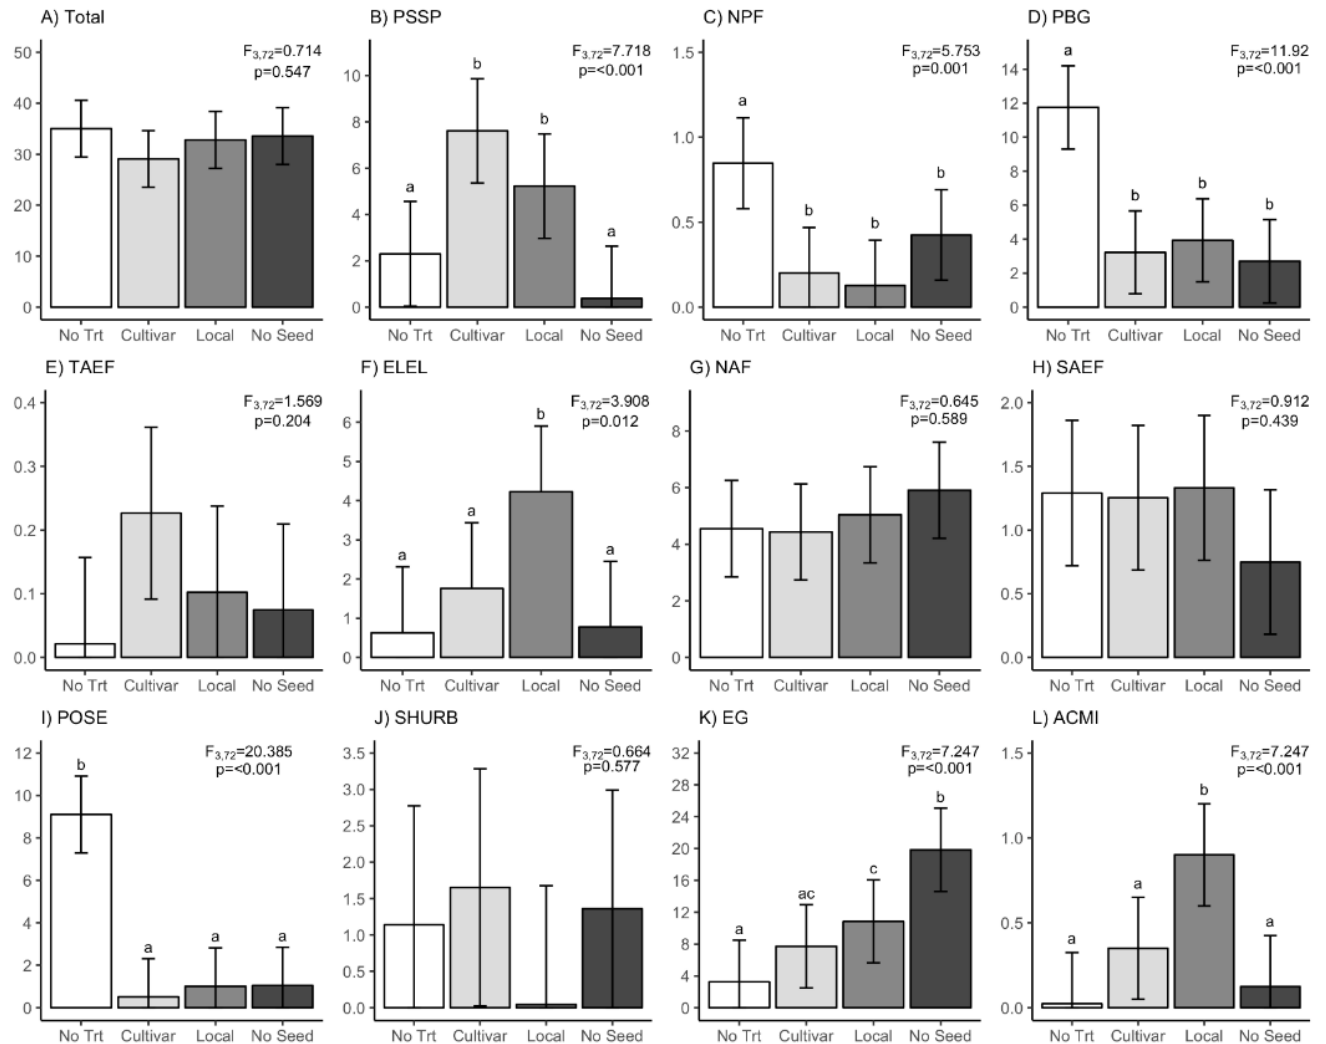 A) Total
B) PSSP
C) NPF
D) PBG
F3,72=0.714
p=0.547
F3,72=7.718
p=<0.001
F3,72=5.753
p=0.001
F3,72=11.92
p=<0.001
50
40
30
20
10
0
10
8
6
4
2
0
a
b
b
a
1.5
1.0
0.5
0.0
a
b
b
b
14
12
10
8
6
4
2
0
a
b
b
b
No Trt Cultivar Local No Seed
No Trt Cultivar Local No Seed
No Trt Cultivar Local No Seed
No Trt Cultivar Local No Seed
E) TAEF
F) ELEL
G) NAF
H) SAEF
F3,72=1.569
p=0.204
F3,72=3.908
p=0.012
F3,72=0.645
p=0.589
F3,72=0.912
p=0.439
0.4
0.3
0.2
0.1
0.0
6
5
4
3
2
1
0
a
a
b
a
8
6
4
2
0
2.0
1.5
1.0
0.5
0.0
No Trt Cultivar Local No Seed
No Trt Cultivar Local No Seed
No Trt Cultivar Local No Seed
No Trt Cultivar Local No Seed
I) POSE
J) SHURB
K) EG
L) ACMI
F3,72=20.385
p=<0.001
F3,72=0.664
p=0.577
F3,72=7.247
p=<0.001
F3,72=7.247
p=<0.001
12
10
8
6
4
2
0
b
a
a
a
3.5
3.0
2.5
2.0
1.5
1.0
0.5
0.0
32
28
24
20
16
12
8
4
0
a
ac
c
b
1.5
1.0
0.5
0.0
a
a
b
a
No Trt Cultivar Local No Seed
No Trt Cultivar Local No Seed
No Trt Cultivar Local No Seed
No Trt Cultivar Local No Seed